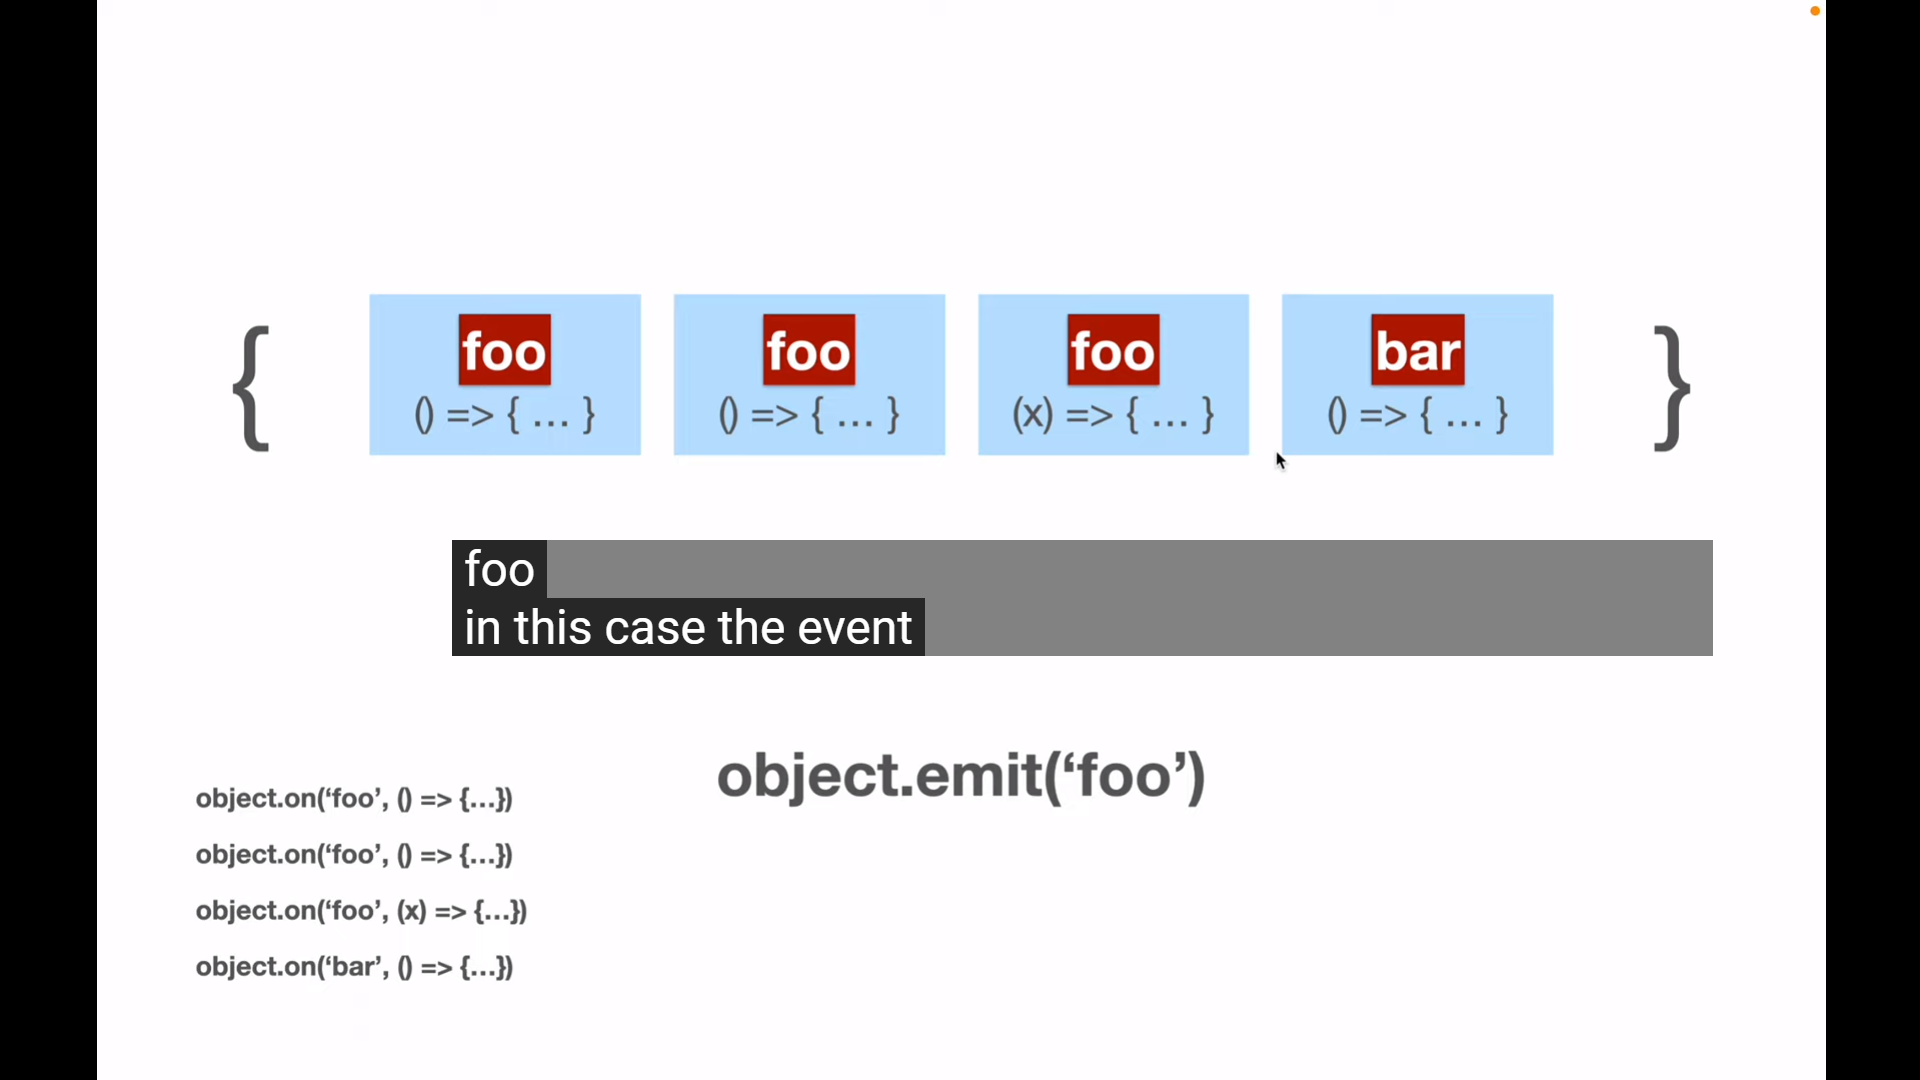 { foo foo foo bar }
() => { ... } () => { ... } (x) => { ... } () => { ... }
foo
in this case the event
object.emit(‘foo’)
object.on(‘foo’, () => {...})
object.on(‘foo’, () => {...})
object.on(‘foo’, (x) => {...})
object.on(‘bar’, () => {...})